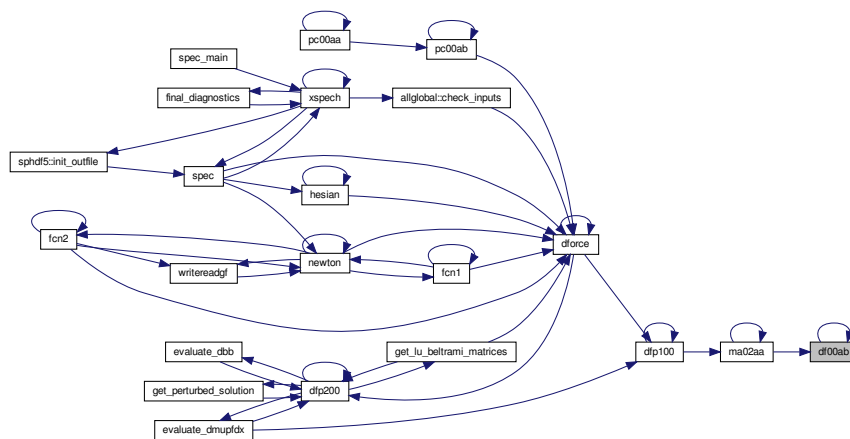 pc00aa
pc00ab
spec_main
final_diagnostics
xspech
allglobal::check_inputs
sphdf5::init_outfile
spec
hesian
fcn2
dforce
newton
writereadgf
fcn1
evaluate_dbb
get_lu_beltrami_matrices
dfp100
ma02aa
df00ab
get_perturbed_solution
dfp200
evaluate_dmupfdx